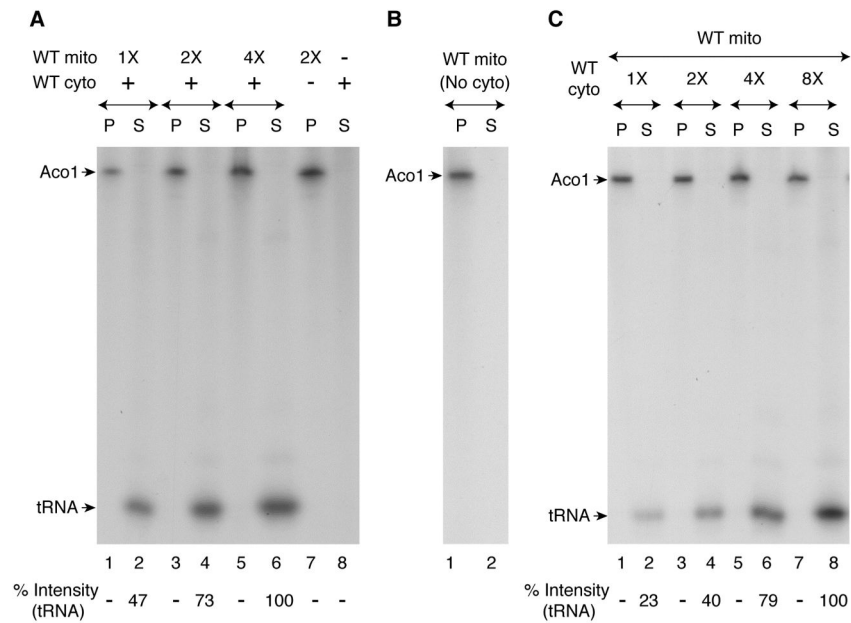 A
WT mito 1X 2X 4X 2X -
WT cyto + + + - +
P S P S P S P S
Aco1
tRNA
1 2 3 4 5 6 7 8
% Intensity (tRNA) - 47 - 73 - 100 - -
B
WT mito
(No cyto)
P S
Aco1
1 2
C
WT mito
WT cyto 1X 2X 4X 8X
P S P S P S P S
Aco1
tRNA
1 2 3 4 5 6 7 8
% Intensity (tRNA) - 23 - 40 - 79 - 100